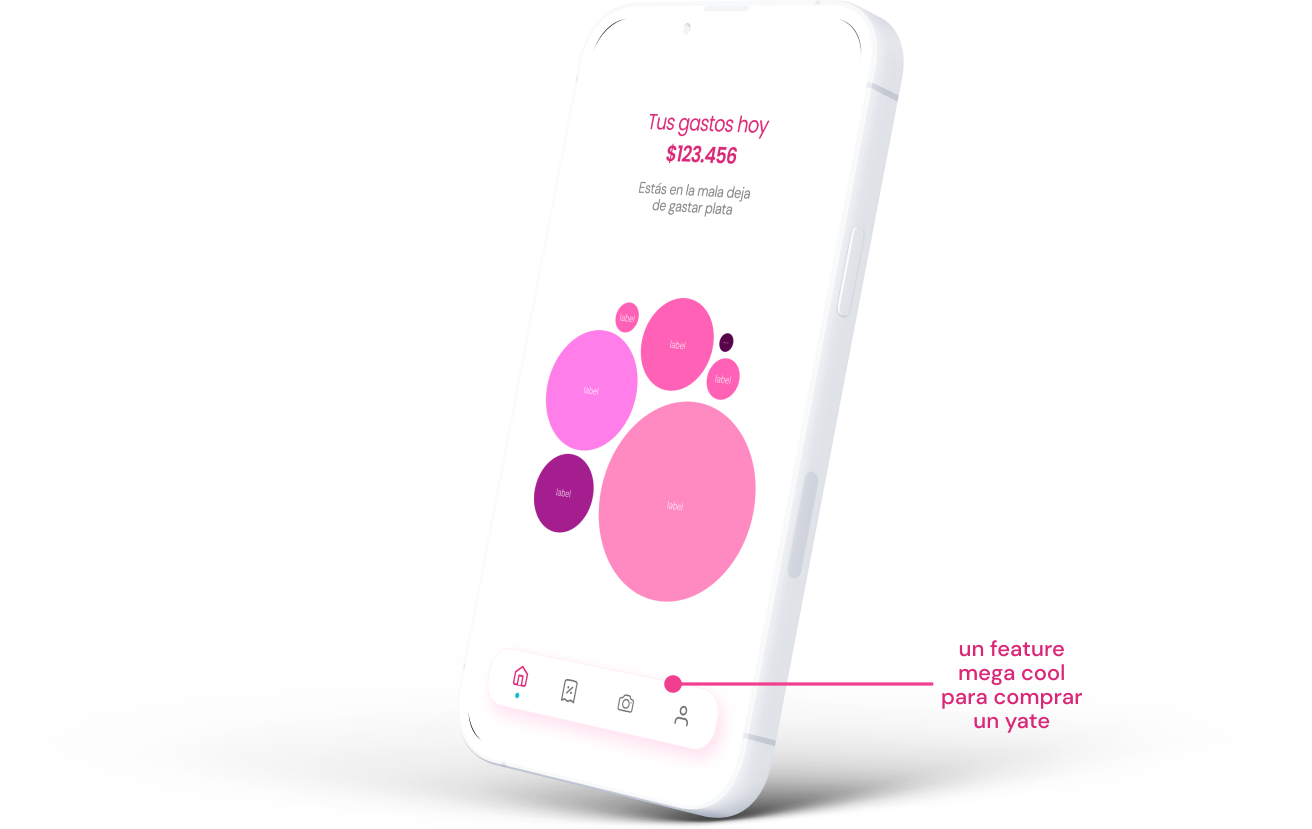 Tus gastos hoy
$123.456
Estás en la mala deja
de gastar plata
label
label
label
label
label
label
un feature
mega cool
para comprar
un yate